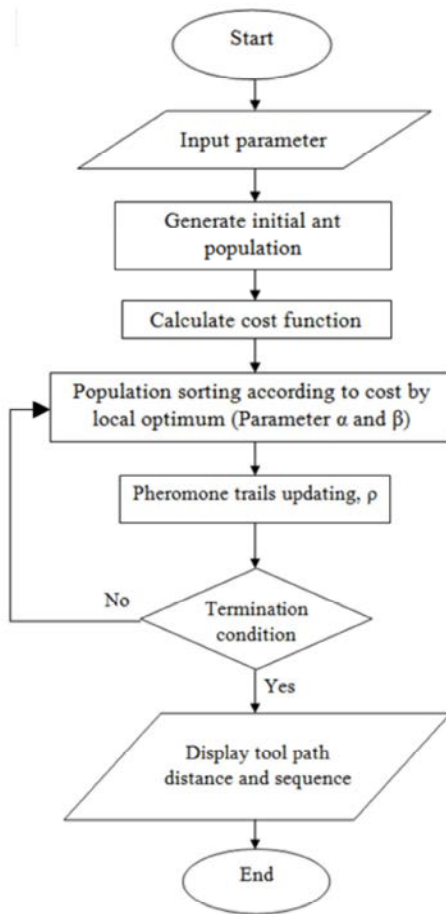 Start
Input parameter
Generate initial ant
population
Calculate cost function
Population sorting according to cost by
local optimum (Parameter α and β)
Pheromone trails updating, ρ
No
Termination
condition
Yes
Display tool path
distance and sequence
End